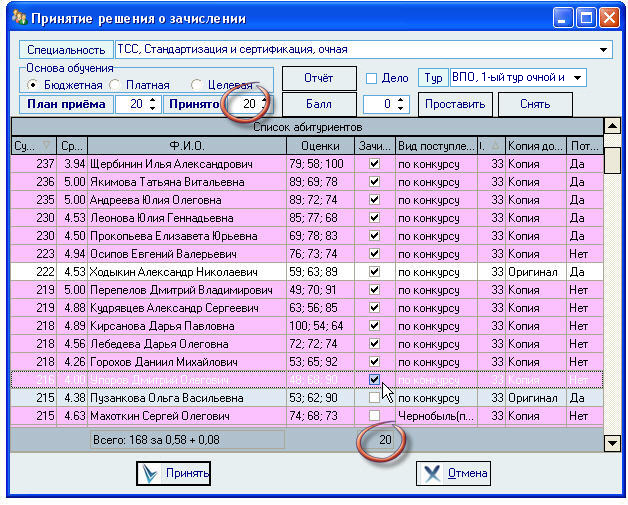 Принятие решения о зачислении
Специальность ТСС, Стандартизация и сертификация, очная
Основа обучения
Бюджетная Платная Целевая Отчёт Дело Тур ВПО, 1-ый тур очной и
План приёма 20 Принято 20 Балл 0 Проставить Снять
Список абитуриентов
Су... Ср... Ф.И.О. Оценки Зачи... Вид поступле... Копия до... Пот...
237 3.94 Щербинин Илья Александрович 79; 58; 100 по конкурсу 33 Копия Да
236 5.00 Якимова Татьяна Витальевна 89; 69; 78 по конкурсу 33 Копия Да
235 5.00 Андреева Юлия Олеговна 89; 72; 74 по конкурсу 33 Копия Да
230 4.53 Леонова Юлия Геннадьевна 85; 77; 68 по конкурсу 33 Копия Да
230 4.50 Прокопьева Елизавета Юрьевна 69; 78; 83 по конкурсу 33 Копия Да
223 4.94 Осипов Евгений Валерьевич 76; 73; 74 по конкурсу 33 Копия Нет
222 4.53 Ходыкин Александр Николаевич 59; 63; 89 по конкурсу 33 Оригинал Да
219 5.00 Перепелов Дмитрий Владимирович 49; 70; 91 по конкурсу 33 Копия Нет
219 4.88 Кудрявцев Александр Сергеевич 63; 56; 85 по конкурсу 33 Копия Нет
218 4.89 Кирсанова Дарья Павловна 100; 54; 64 по конкурсу 33 Копия Нет
218 4.56 Лебедева Дарья Олеговна 72; 72; 74 по конкурсу 33 Копия Нет
218 4.26 Горохов Даниил Михайлович 53; 65; 92 по конкурсу 33 Копия Нет
216 4.00 Дмитрий Олегович 48; 68; 90 по конкурсу 33 Копия Нет
215 4.38 Пузанкова Ольга Васильевна 53; 62; 90 по конкурсу 33 Оригинал Да
215 4.63 Махоткин Сергей Олегович 74; 68; 73 Чернобыль(п... 33 Копия Нет
Всего: 168 за 0,58 + 0,08 20
Принять Отмена